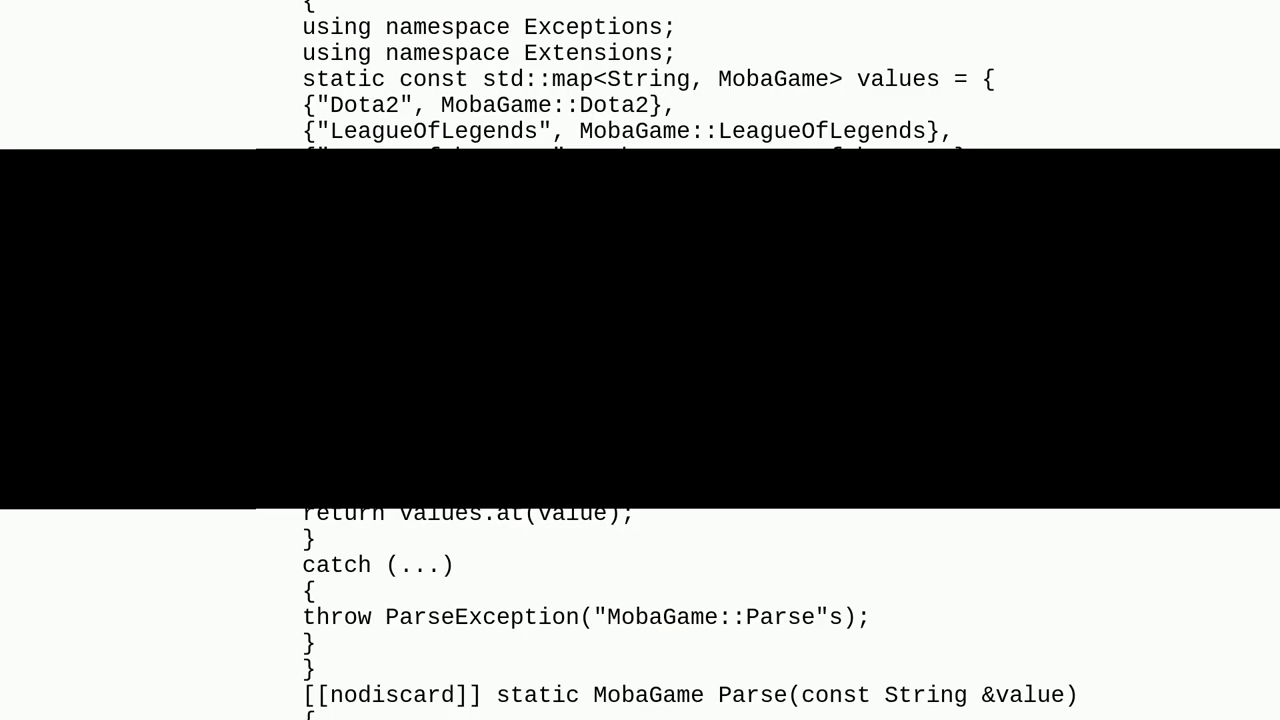 {
using namespace Exceptions;
using namespace Extensions;
static const std::map<String, MobaGame> values = {
{"Dota2", MobaGame::Dota2},
{"LeagueOfLegends", MobaGame::LeagueOfLegends},
return values.at(value);
}
catch (...)
{
throw ParseException("MobaGame::Parse"s);
}
}
[[nodiscard]] static MobaGame Parse(const String &value)
{